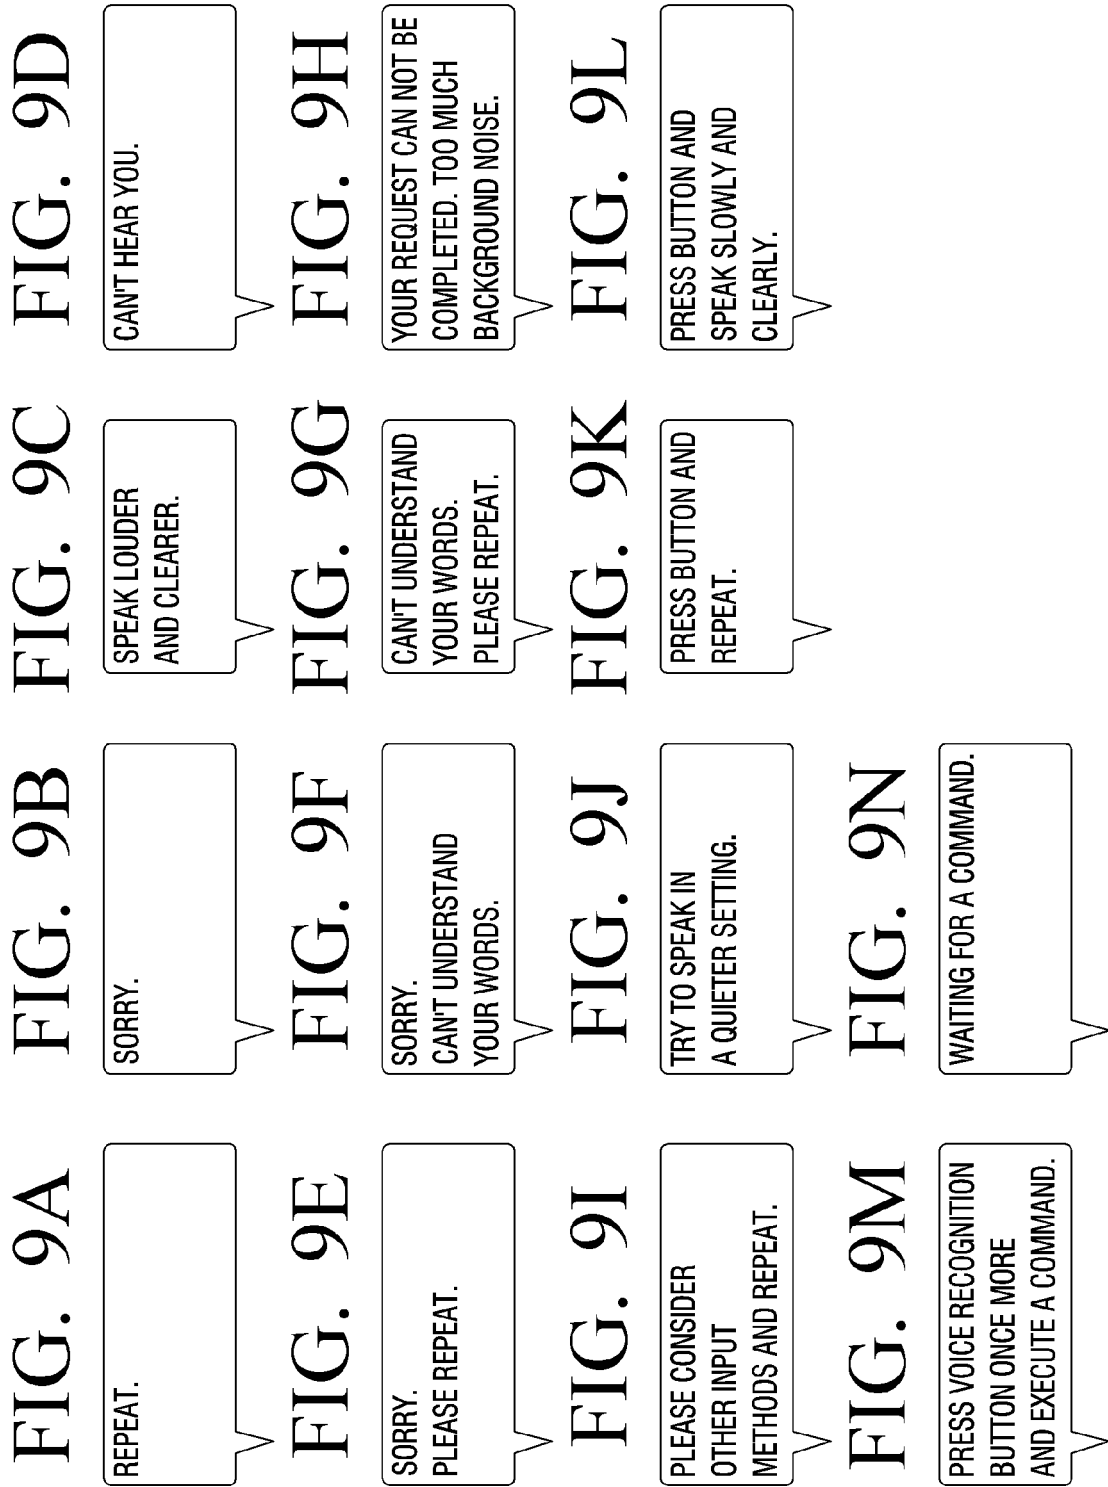 FIG. 9A
REPEAT.
FIG. 9B
SORRY.
FIG. 9C
SPEAK LOUDER
AND CLEARER.
FIG. 9D
CAN'T HEAR YOU.
FIG. 9E
SORRY.
PLEASE REPEAT.
FIG. 9F
SORRY.
CAN'T UNDERSTAND
YOUR WORDS.
FIG. 9G
CAN'T UNDERSTAND
YOUR WORDS.
PLEASE REPEAT.
FIG. 9H
YOUR REQUEST CAN NOT BE
COMPLETED. TOO MUCH
BACKGROUND NOISE.
FIG. 9I
PLEASE CONSIDER
OTHER INPUT
METHODS AND REPEAT.
FIG. 9J
TRY TO SPEAK IN
A QUIETER SETTING.
FIG. 9K
PRESS BUTTON AND
REPEAT.
FIG. 9L
PRESS BUTTON AND
SPEAK SLOWLY AND
CLEARLY.
FIG. 9M
PRESS VOICE RECOGNITION
BUTTON ONCE MORE
AND EXECUTE A COMMAND.
FIG. 9N
WAITING FOR A COMMAND.